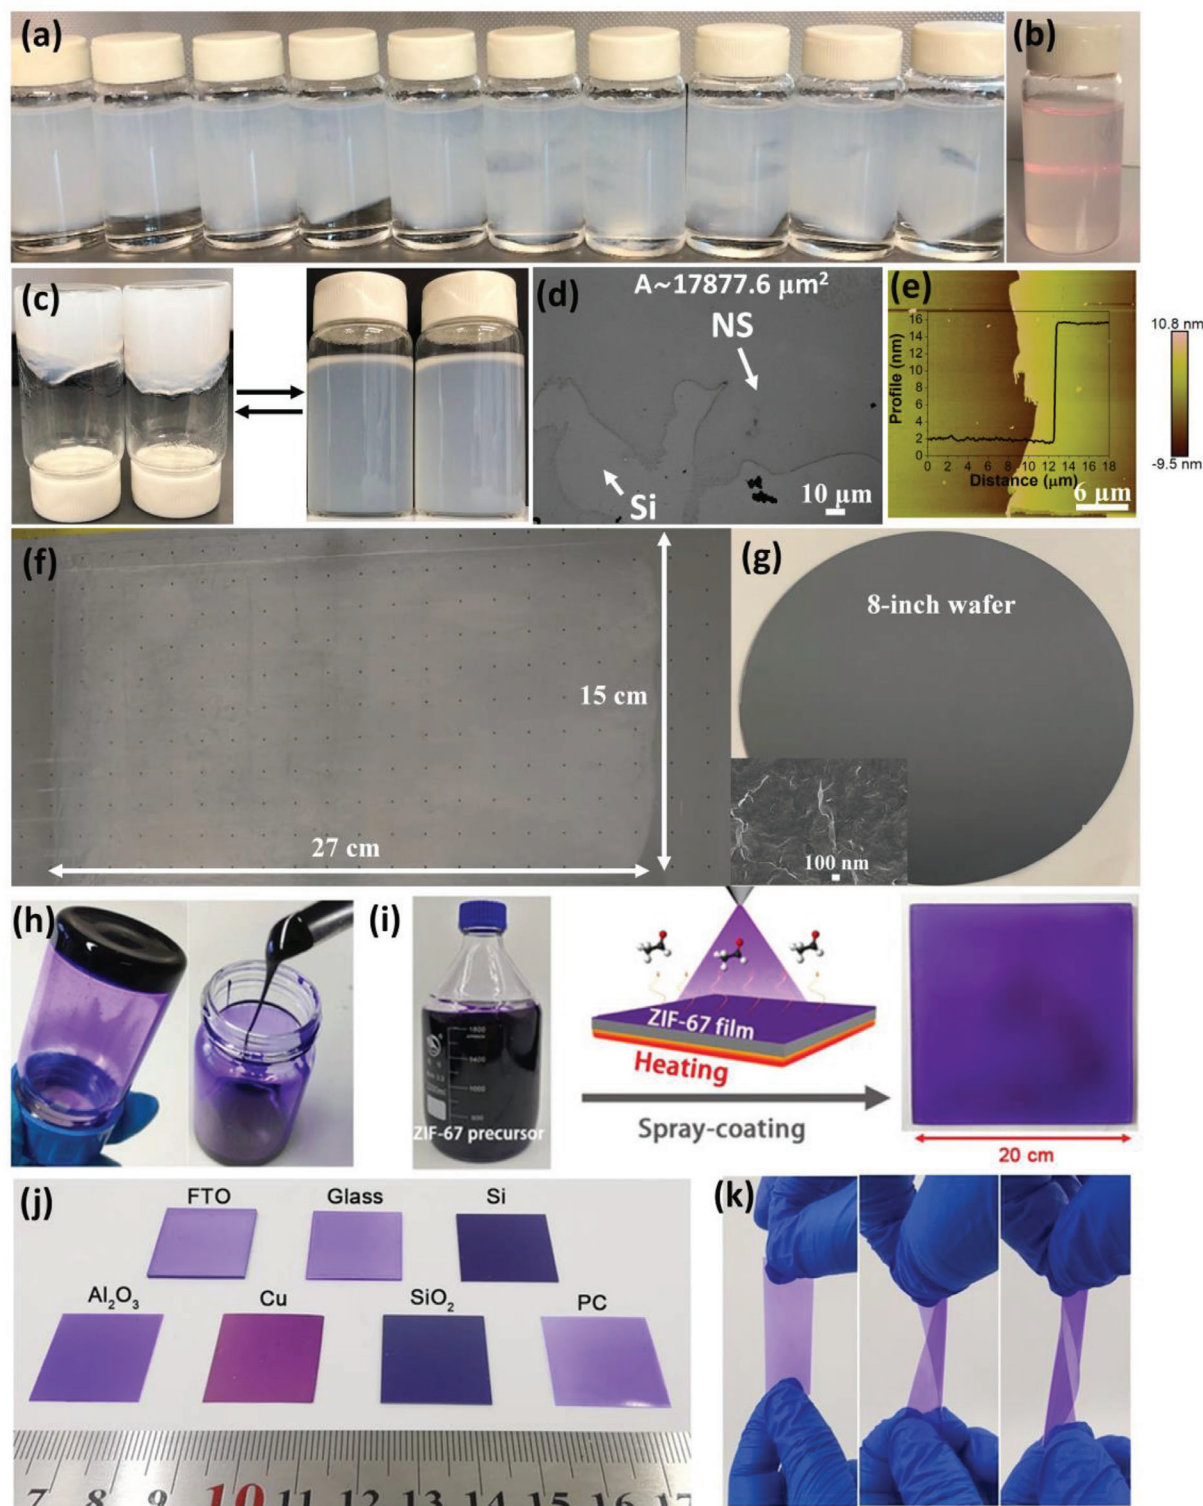 (a)
(b)
(c)
(d)
A~17877.6 μm²
NS
Si
10 μm
(e)
16
14
12
10
8
6
4
2
0
Profile (nm)
0 2 4 6 8 10 12 14 16 18
Distance (μm)
6 μm
10.8 nm
-9.5 nm
(f)
15 cm
27 cm
(g)
8-inch wafer
100 nm
(h)
(i)
ZIF-67 precursor
ZIF-67 film
Heating
Spray-coating
20 cm
(j)
FTO Glass Si
Al₂O₃ Cu SiO₂ PC
7 8 9 10 11 12 13 14 15 16 17
(k)